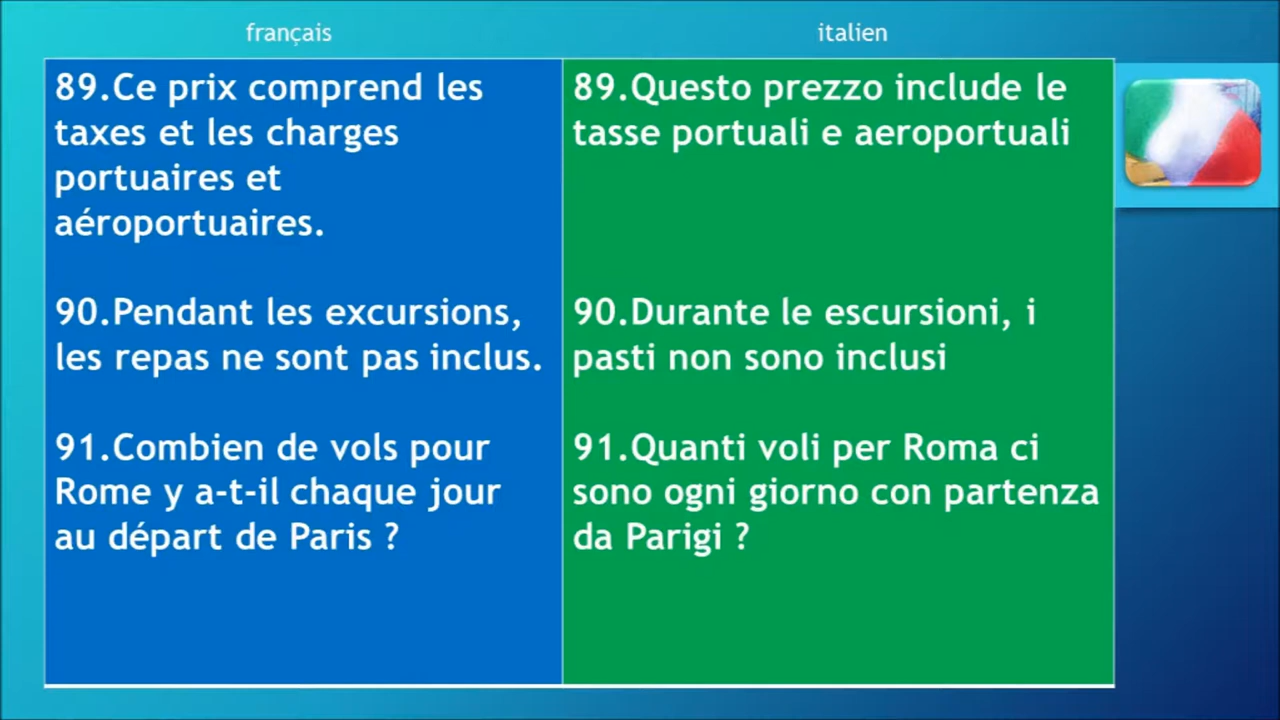 français
italien
89.Ce prix comprend les
taxes et les charges
portuaires et
aéroportuaires.
90.Pendant les excursions,
les repas ne sont pas inclus.
91.Combien de vols pour
Rome y a-t-il chaque jour
au départ de Paris ?
89.Questo prezzo include le
tasse portuali e aeroportuali
90.Durante le escursioni, i
pasti non sono inclusi
91.Quanti voli per Roma ci
sono ogni giorno con partenza
da Parigi ?